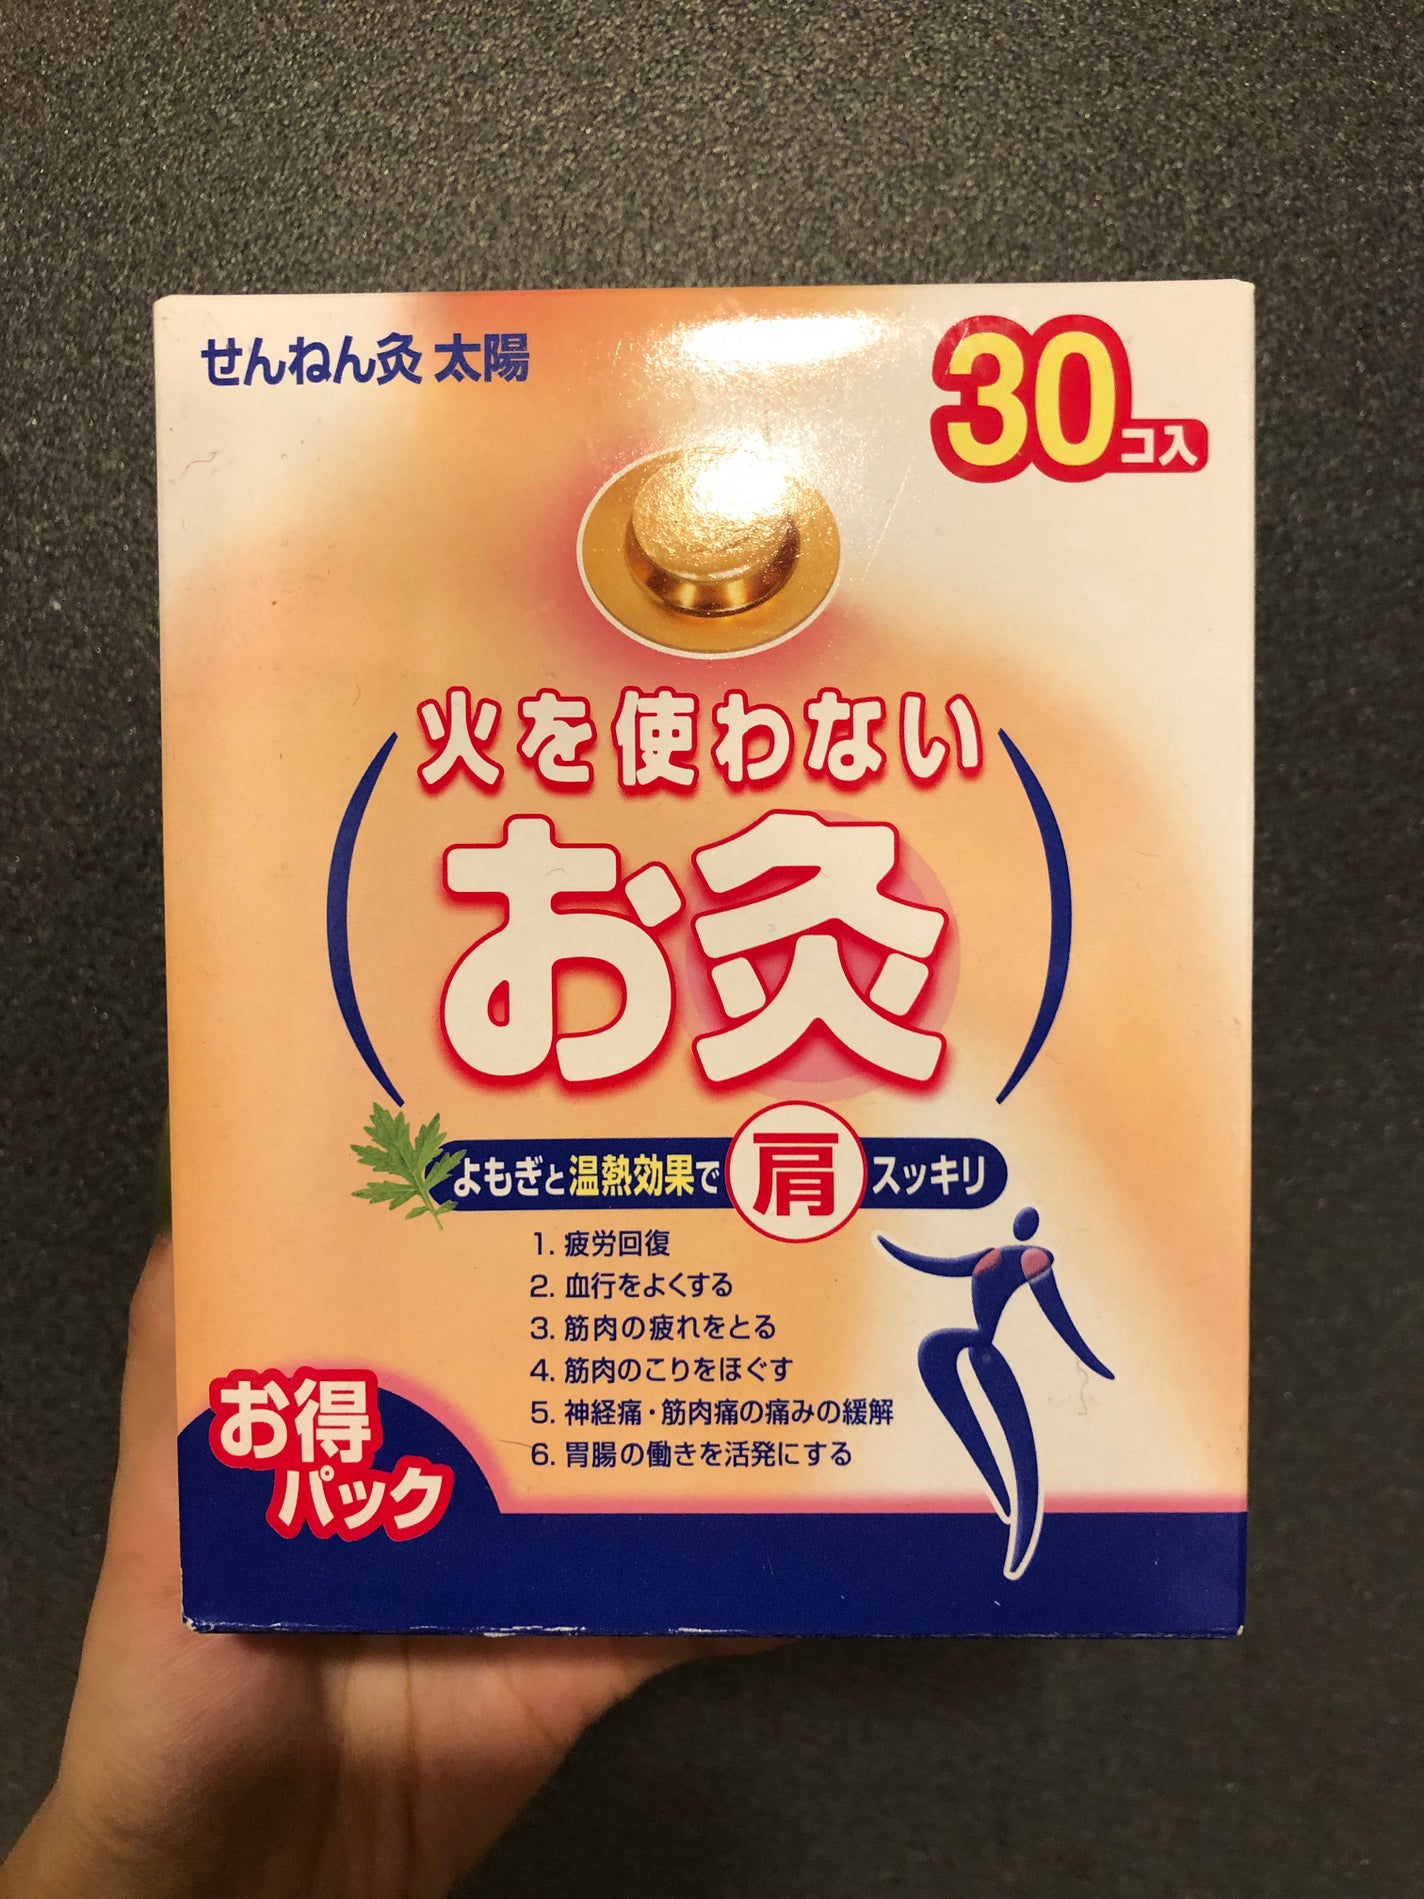 せんねん灸 太陽
30コ入
火を使わない
お灸
よもぎと温熱効果で肩スッキリ
1. 疲労回復
2. 血行をよくする
3. 筋肉の疲れをとる
4. 筋肉のこりをほぐす
5. 神経痛・筋肉痛の痛みの緩解
6. 胃腸の働きを活発にする
お得
パック